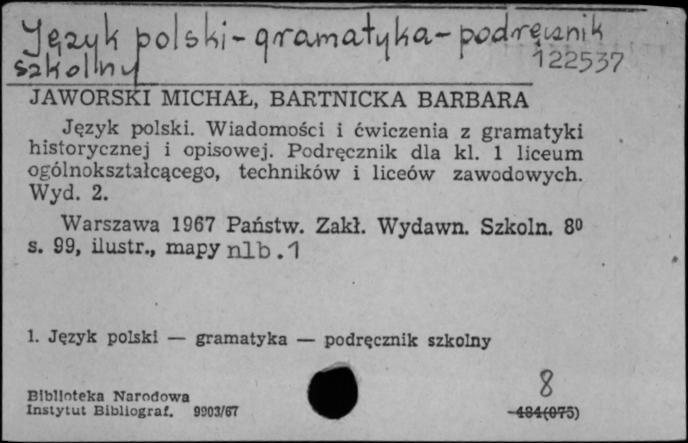 Język polski - gramatyka - podręcznik
szkolny
122537
JAWORSKI MICHAŁ, BARTNICKA BARBARA
Język polski. Wiadomości i ćwiczenia z gramatyki
historycznej i opisowej. Podręcznik dla kl. 1 liceum
ogólnokształcącego, techników i liceów zawodowych.
Wyd. 2.
Warszawa 1967 Państw. Zakł. Wydawn. Szkoln. 8⁰
s. 99, ilustr., mapy nlb. 1
1. Język polski — gramatyka — podręcznik szkolny
8
Biblioteka Narodowa
Instytut Bibliograf. 9903/67
484(075)